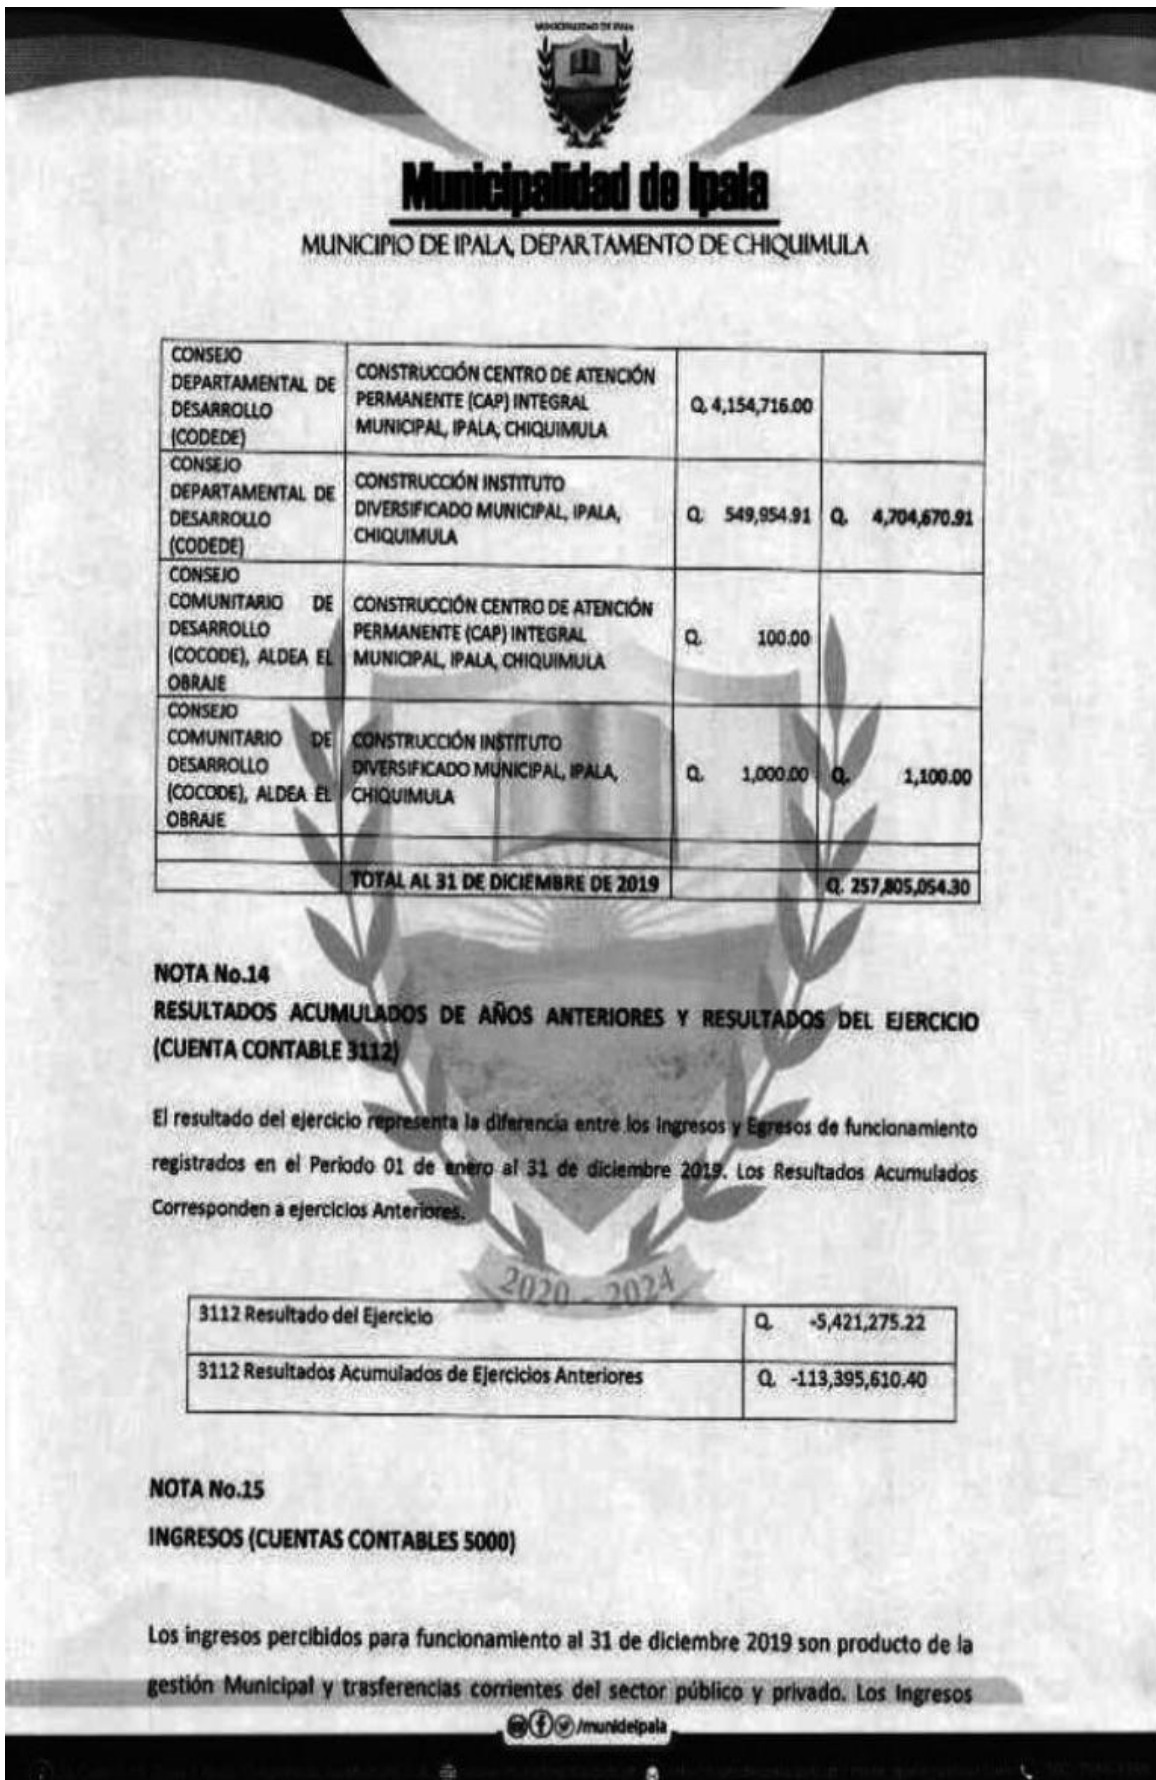 MUNICIPALIDAD DE IPALA
Municipalidad de Ipala
MUNICIPIO DE IPALA, DEPARTAMENTO DE CHIQUIMULA
CONSEJO
DEPARTAMENTAL DE
DESARROLLO
(CODEDE)
CONSTRUCCIÓN CENTRO DE ATENCIÓN
PERMANENTE (CAP) INTEGRAL
MUNICIPAL, IPALA, CHIQUIMULA
Q. 4,154,716.00
CONSEJO
DEPARTAMENTAL DE
DESARROLLO
(CODEDE)
CONSTRUCCIÓN INSTITUTO
DIVERSIFICADO MUNICIPAL, IPALA,
CHIQUIMULA
Q. 549,954.91
Q. 4,704,670.91
CONSEJO
COMUNITARIO DE
DESARROLLO
(COCODE), ALDEA EL
OBRAJE
CONSTRUCCIÓN CENTRO DE ATENCIÓN
PERMANENTE (CAP) INTEGRAL
MUNICIPAL, IPALA, CHIQUIMULA
Q. 100.00
CONSEJO
COMUNITARIO DE
DESARROLLO
(COCODE), ALDEA EL
OBRAJE
CONSTRUCCIÓN INSTITUTO
DIVERSIFICADO MUNICIPAL, IPALA,
CHIQUIMULA
Q. 1,000.00
Q. 1,100.00
TOTAL AL 31 DE DICIEMBRE DE 2019
Q. 257,805,054.30
NOTA No.14
RESULTADOS ACUMULADOS DE AÑOS ANTERIORES Y RESULTADOS DEL EJERCICIO
(CUENTA CONTABLE 3112)
El resultado del ejercicio representa la diferencia entre los Ingresos y Egresos de funcionamiento
registrados en el Periodo 01 de enero al 31 de diciembre 2019. Los Resultados Acumulados
Corresponden a ejercicios Anteriores.
2020 - 2024
3112 Resultado del Ejercicio
Q. -5,421,275.22
3112 Resultados Acumulados de Ejercicios Anteriores
Q. -113,395,610.40
NOTA No.15
INGRESOS (CUENTAS CONTABLES 5000)
Los ingresos percibidos para funcionamiento al 31 de diciembre 2019 son producto de la
gestión Municipal y trasferencias corrientes del sector público y privado. Los Ingresos
/munideipala